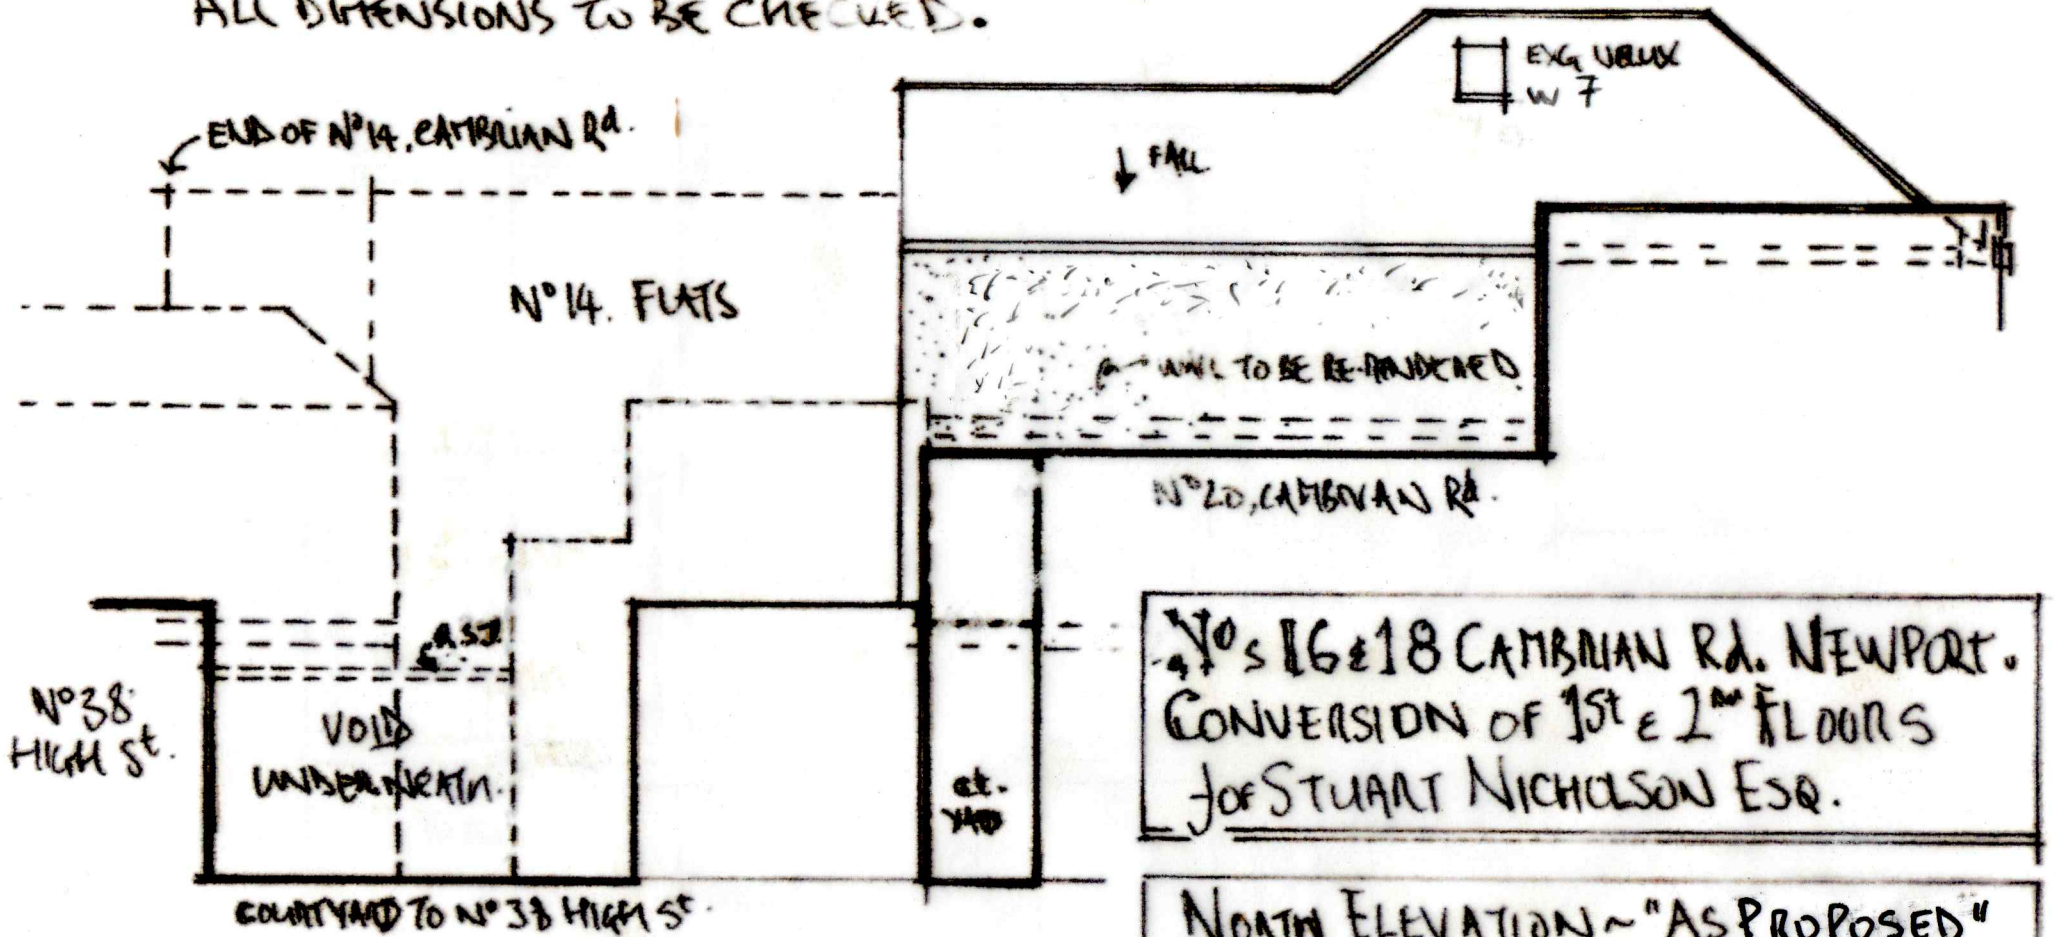 ALL DIMENSIONS TO BE CHECKED.
EXG VELUX
W 7
END OF Nº14, CAMBRIAN Rd.
FALL
Nº14. FLATS
WALL TO BE RE-RENDERED
Nº20, CAMBRIAN Rd.
Nº38
HIGH St.
VOID
UNDERNEATH.
YARD
COURTYARD TO Nº38 HIGH St.
Nºs 16 & 18 CAMBRIAN Rd. NEWPORT.
CONVERSION OF 1st & 2nd FLOORS
for STUART NICHOLSON ESQ.
NORTH ELEVATION ~ "AS PROPOSED"